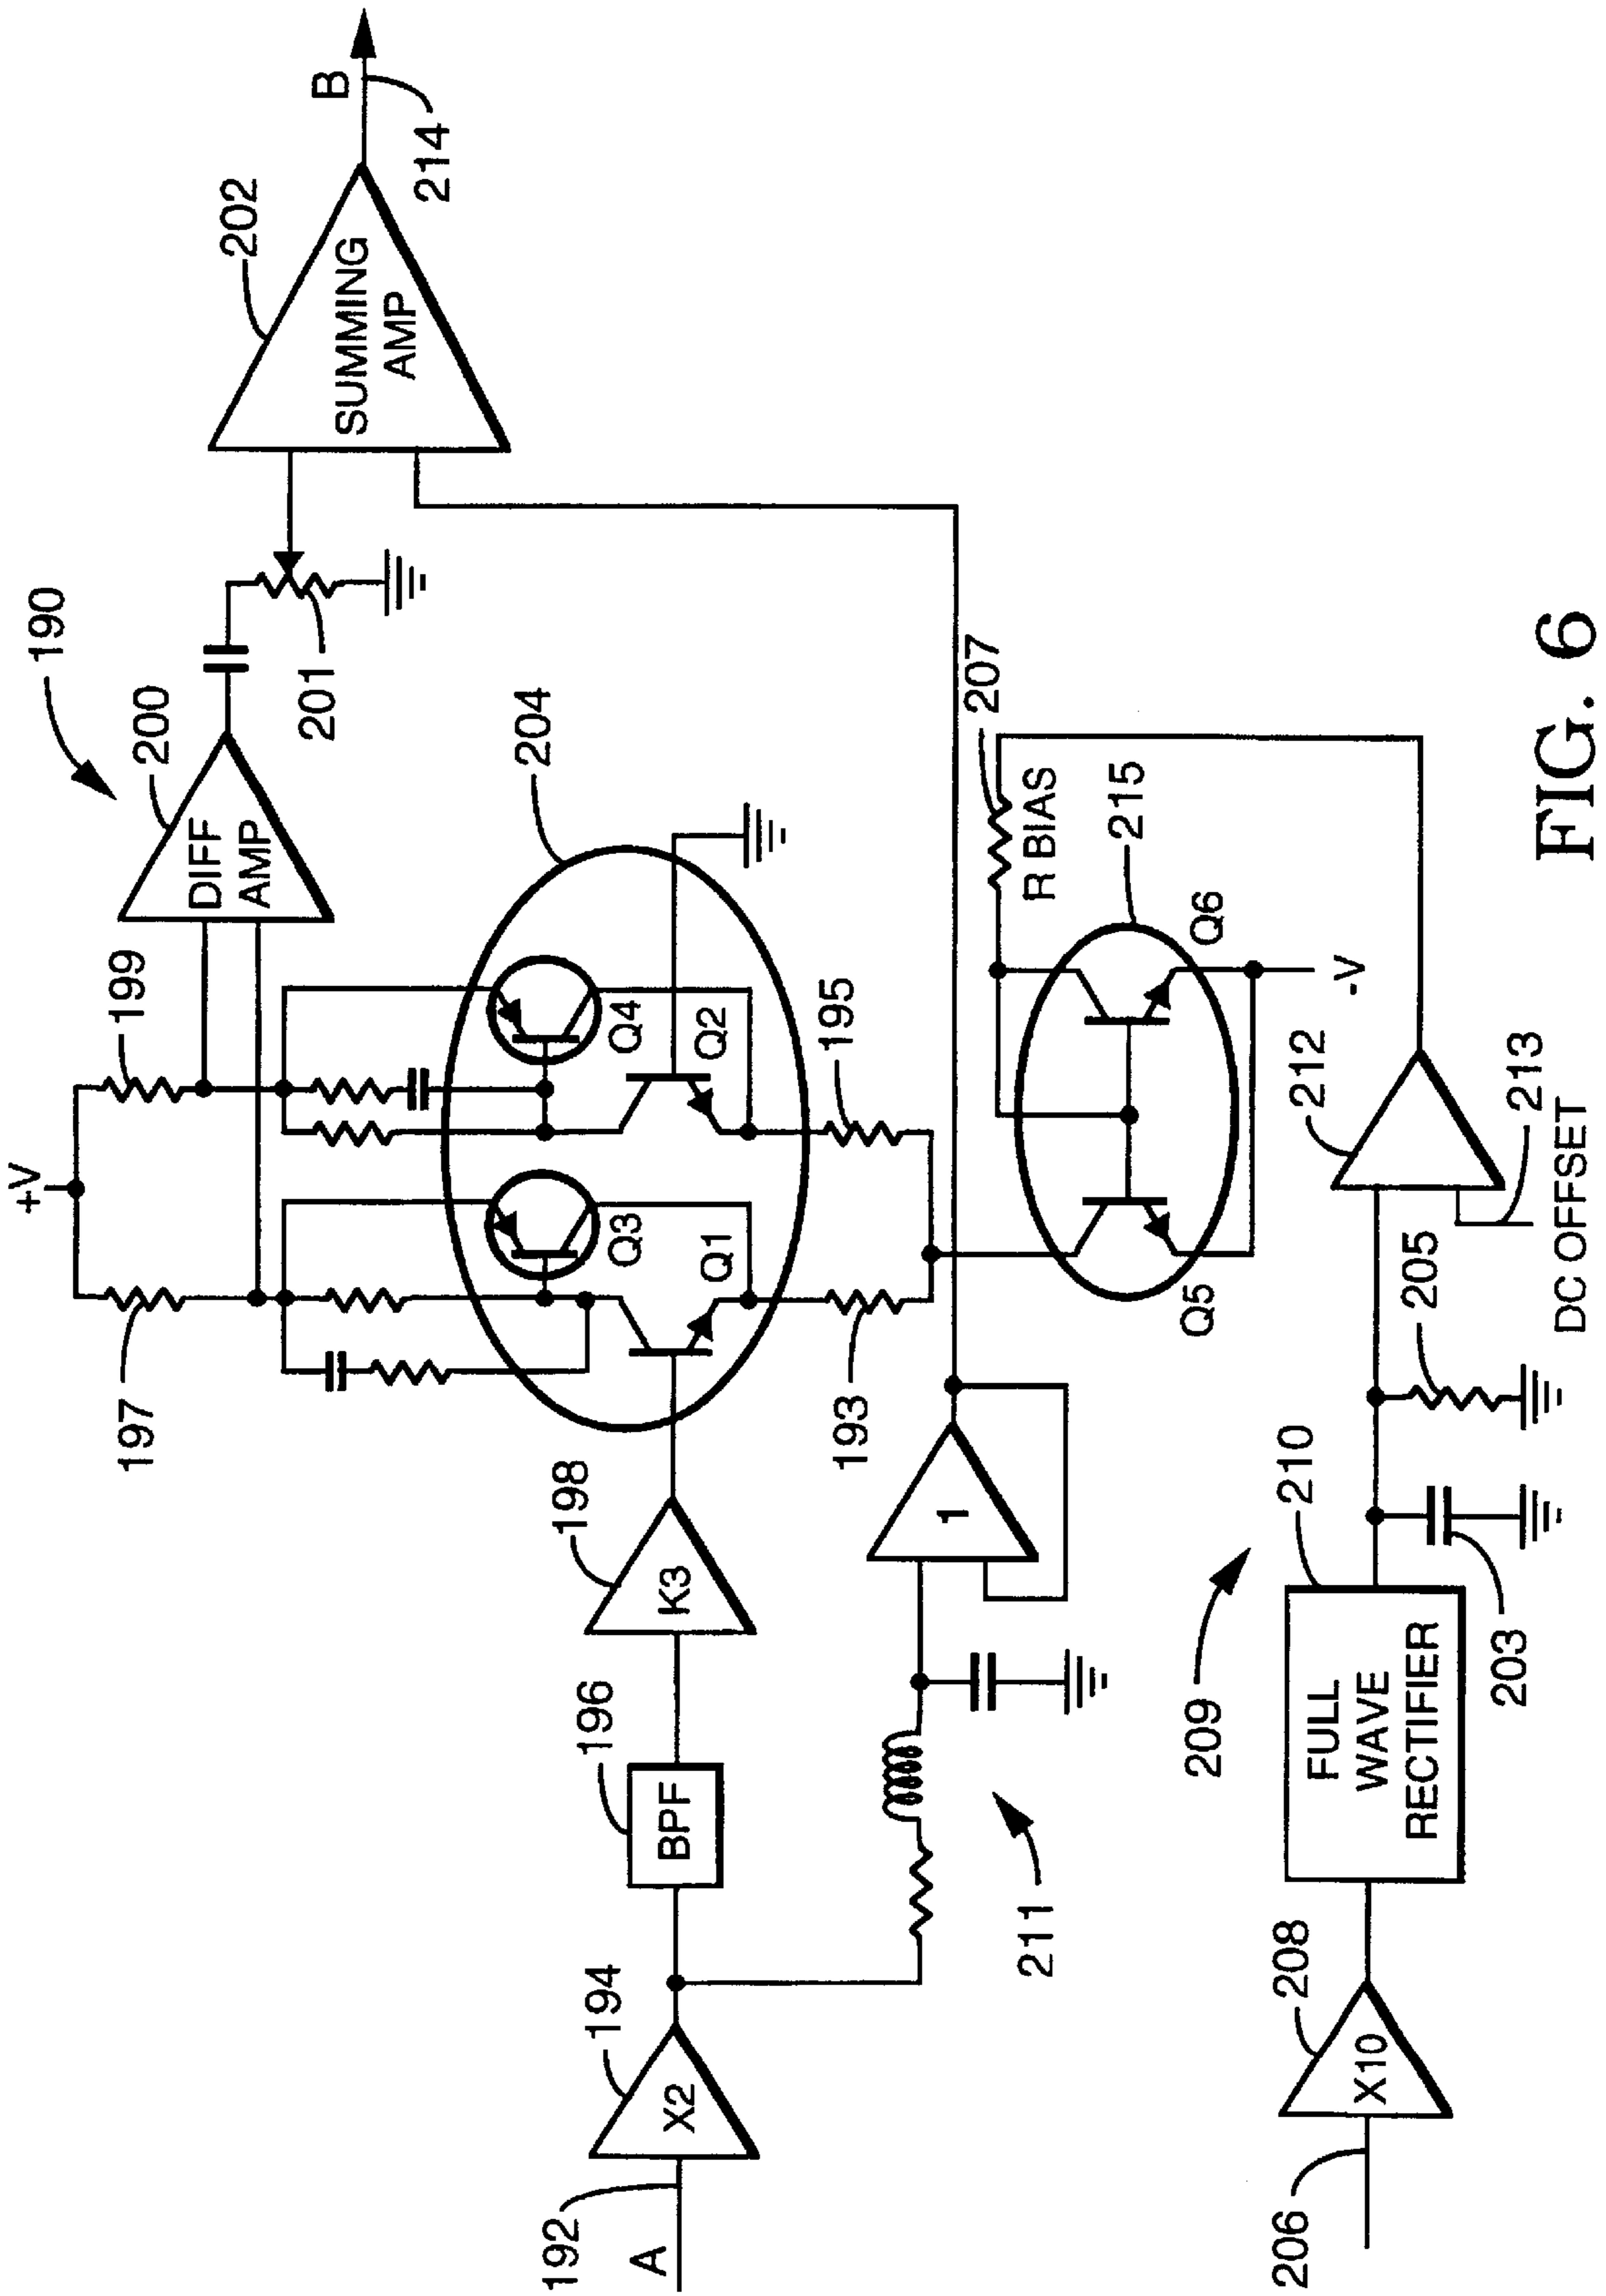 190
+V
197
199
200
DIFF
AMP
201
202
SUMMING
AMP
B
214
204
Q3
Q4
Q1
Q2
192
A
194
X2
196
BPF
198
K3
193
195
211
1
207
R BIAS
215
Q5
Q6
-V
206
208
X10
209
210
FULL
WAVE
RECTIFIER
203
205
212
213
DC OFFSET
FIG. 6